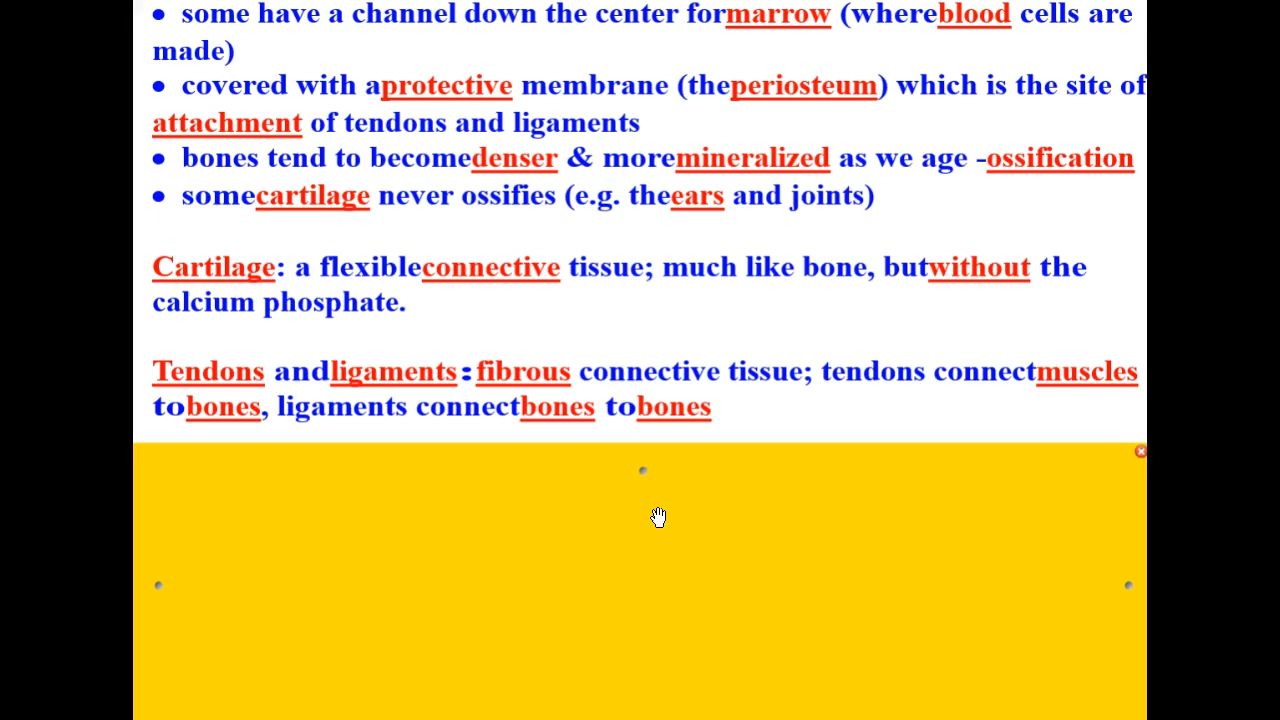 • some have a channel down the center formarrow (whereblood cells are
made)
• covered with aprotective membrane (theperiosteum) which is the site of
attachment of tendons and ligaments
• bones tend to becomedenser & moremineralized as we age -ossification
• somecartilage never ossifies (e.g. theears and joints)
Cartilage: a flexibleconnective tissue; much like bone, butwithout the
calcium phosphate.
Tendons andligaments:fibrous connective tissue; tendons connectmuscles
tobones, ligaments connectbones tobones